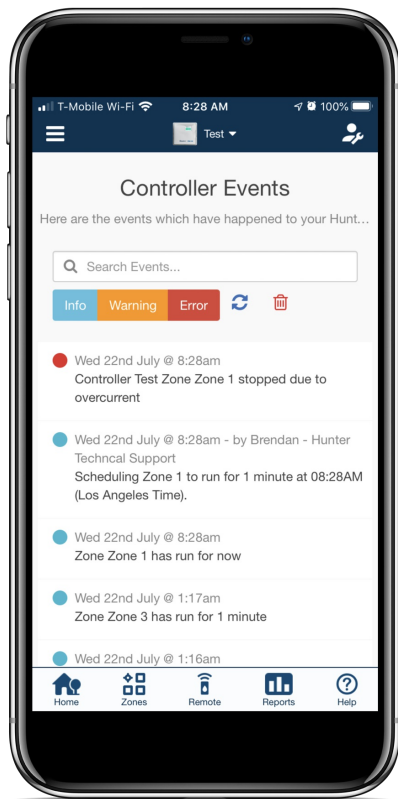 T-Mobile Wi-Fi 8:28 AM 100%
Test
Controller Events
Here are the events which have happened to your Hunt...
Search Events...
Info Warning Error
Wed 22nd July @ 8:28am
Controller Test Zone Zone 1 stopped due to
overcurrent
Wed 22nd July @ 8:28am - by Brendan - Hunter
Techncal Support
Scheduling Zone 1 to run for 1 minute at 08:28AM
(Los Angeles Time).
Wed 22nd July @ 8:28am
Zone Zone 1 has run for now
Wed 22nd July @ 1:17am
Zone Zone 3 has run for 1 minute
Wed 22nd July @ 1:16am
Home Zones Remote Reports Help